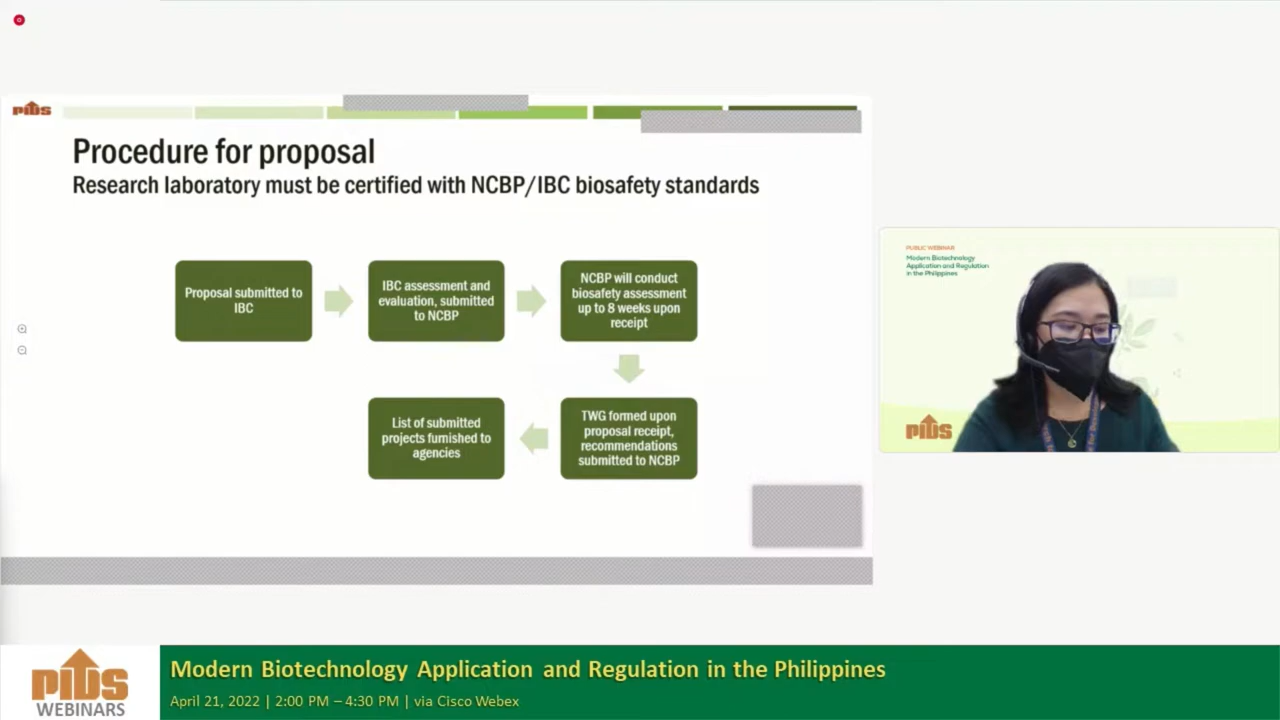 PIDS
Procedure for proposal
Research laboratory must be certified with NCBP/IBC biosafety standards
Proposal submitted to
IBC
IBC assessment and
evaluation, submitted
to NCBP
NCBP will conduct
biosafety assessment
up to 8 weeks upon
receipt
TWG formed upon
proposal receipt,
recommendations
submitted to NCBP
List of submitted
projects furnished to
agencies
PUBLIC WEBINAR
Modern Biotechnology
Application and Regulation
in the Philippines
PIDS
PIDS
WEBINARS
Modern Biotechnology Application and Regulation in the Philippines
April 21, 2022 | 2:00 PM – 4:30 PM | via Cisco Webex